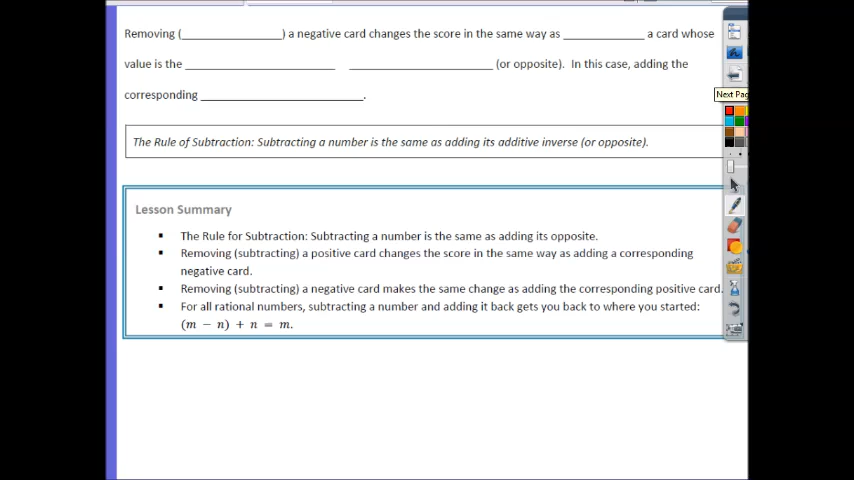 Removing (____________) a negative card changes the score in the same way as __________ a card whose
value is the __________________ _________________ (or opposite). In this case, adding the
corresponding ____________________.
Next Pag
The Rule of Subtraction: Subtracting a number is the same as adding its additive inverse (or opposite).
Lesson Summary
▪ The Rule for Subtraction: Subtracting a number is the same as adding its opposite.
▪ Removing (subtracting) a positive card changes the score in the same way as adding a corresponding
negative card.
▪ Removing (subtracting) a negative card makes the same change as adding the corresponding positive card.
▪ For all rational numbers, subtracting a number and adding it back gets you back to where you started:
(m − n) + n = m.